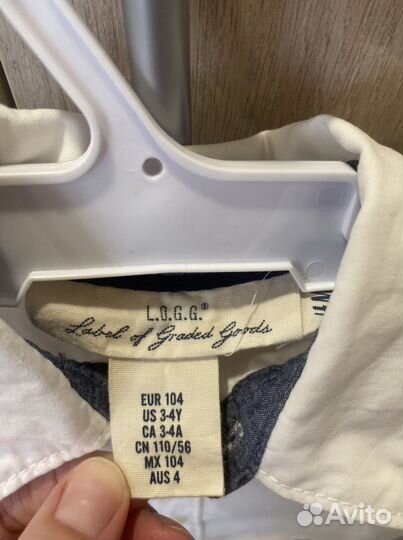 L.O.G.G.®
Label of Graded Goods
EUR 104
US 3-4Y
CA 3-4A
CN 110/56
MX 104
AUS 4
Avito